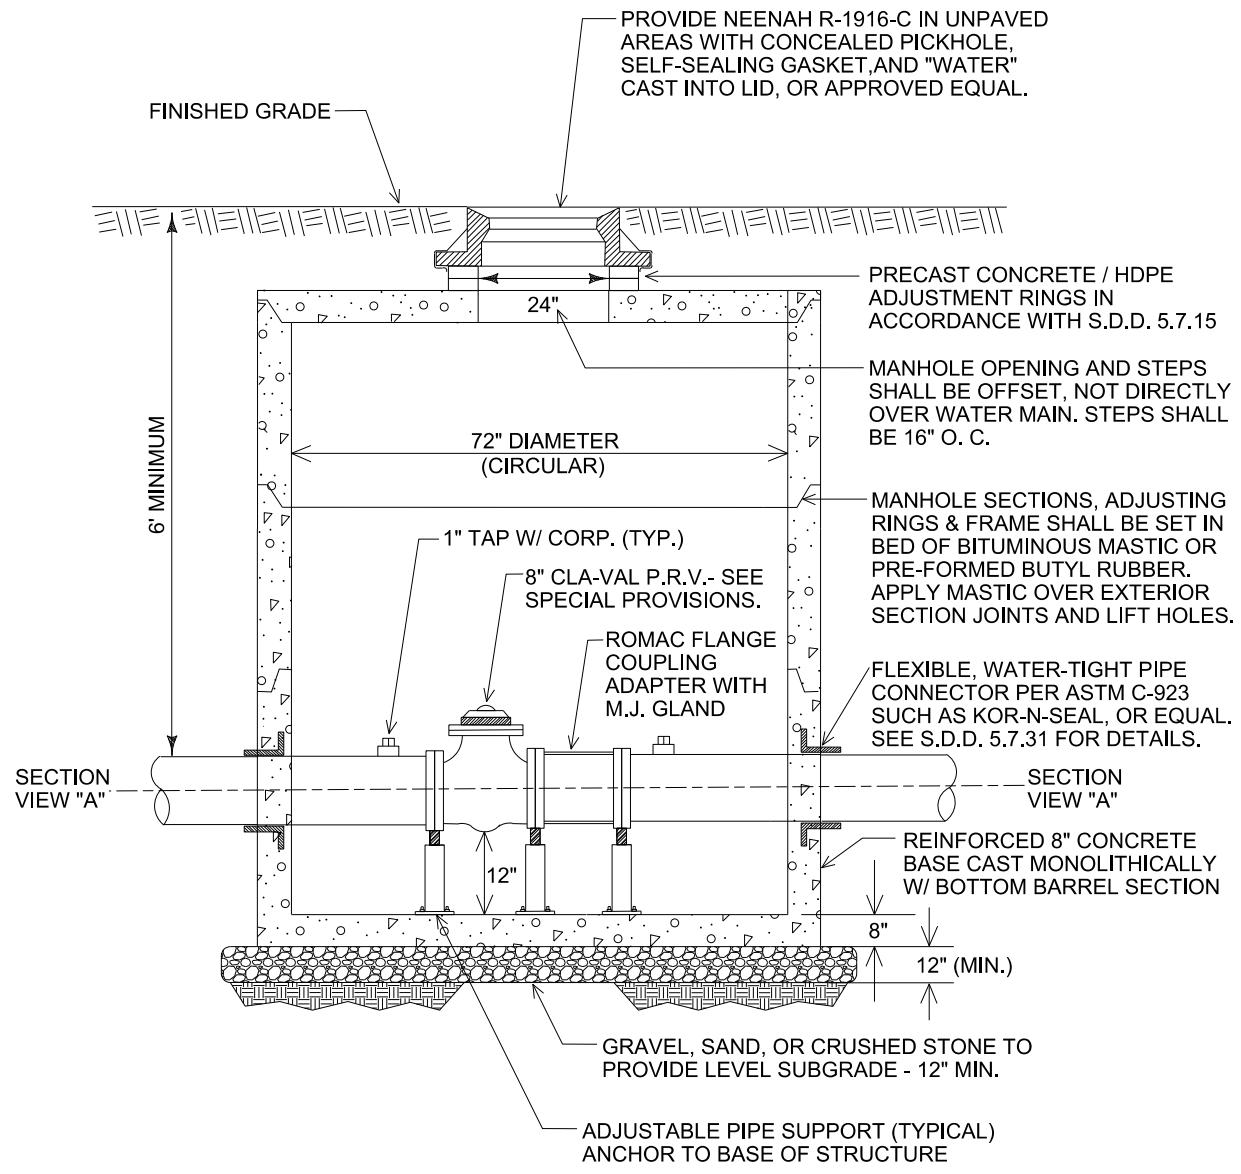 PROVIDE NEENAH R-1916-C IN UNPAVED
AREAS WITH CONCEALED PICKHOLE,
SELF-SEALING GASKET,AND "WATER"
CAST INTO LID, OR APPROVED EQUAL.
FINISHED GRADE
PRECAST CONCRETE / HDPE
ADJUSTMENT RINGS IN
ACCORDANCE WITH S.D.D. 5.7.15
24"
MANHOLE OPENING AND STEPS
SHALL BE OFFSET, NOT DIRECTLY
OVER WATER MAIN. STEPS SHALL
BE 16" O. C.
72" DIAMETER
(CIRCULAR)
6' MINIMUM
MANHOLE SECTIONS, ADJUSTING
RINGS & FRAME SHALL BE SET IN
BED OF BITUMINOUS MASTIC OR
PRE-FORMED BUTYL RUBBER.
APPLY MASTIC OVER EXTERIOR
SECTION JOINTS AND LIFT HOLES.
1" TAP W/ CORP. (TYP.)
8" CLA-VAL P.R.V.- SEE
SPECIAL PROVISIONS.
ROMAC FLANGE
COUPLING
ADAPTER WITH
M.J. GLAND
FLEXIBLE, WATER-TIGHT PIPE
CONNECTOR PER ASTM C-923
SUCH AS KOR-N-SEAL, OR EQUAL.
SEE S.D.D. 5.7.31 FOR DETAILS.
SECTION
VIEW "A"
SECTION
VIEW "A"
REINFORCED 8" CONCRETE
BASE CAST MONOLITHICALLY
W/ BOTTOM BARREL SECTION
12"
8"
12" (MIN.)
GRAVEL, SAND, OR CRUSHED STONE TO
PROVIDE LEVEL SUBGRADE - 12" MIN.
ADJUSTABLE PIPE SUPPORT (TYPICAL)
ANCHOR TO BASE OF STRUCTURE